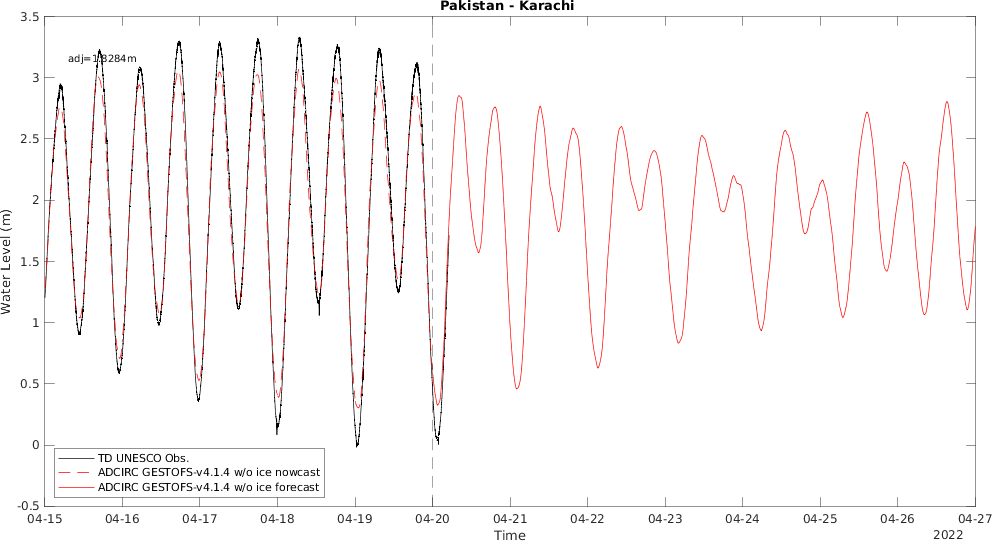 Pakistan - Karachi
3.5
3
2.5
2
1.5
1
0.5
0
-0.5
Water Level (m)
adj=1.8284m
TD UNESCO Obs.
ADCIRC GESTOFS-v4.1.4 w/o ice nowcast
ADCIRC GESTOFS-v4.1.4 w/o ice forecast
04-15 04-16 04-17 04-18 04-19 04-20 04-21 04-22 04-23 04-24 04-25 04-26 04-27
Time
2022